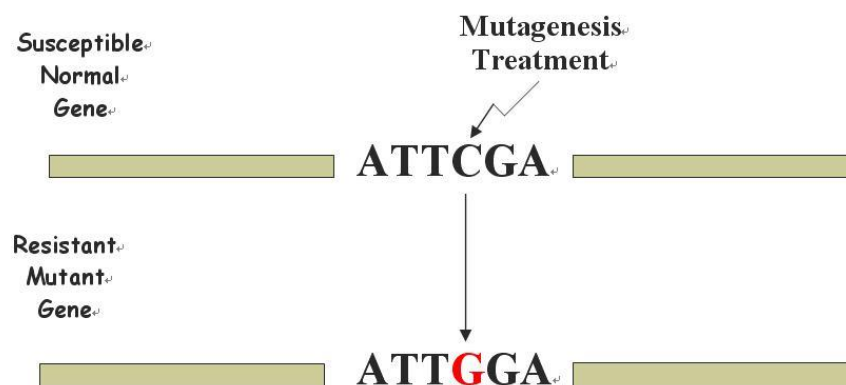 Susceptible
Normal
Gene
Mutagenesis
Treatment
ATTCGA
Resistant
Mutant
Gene
ATTGGA